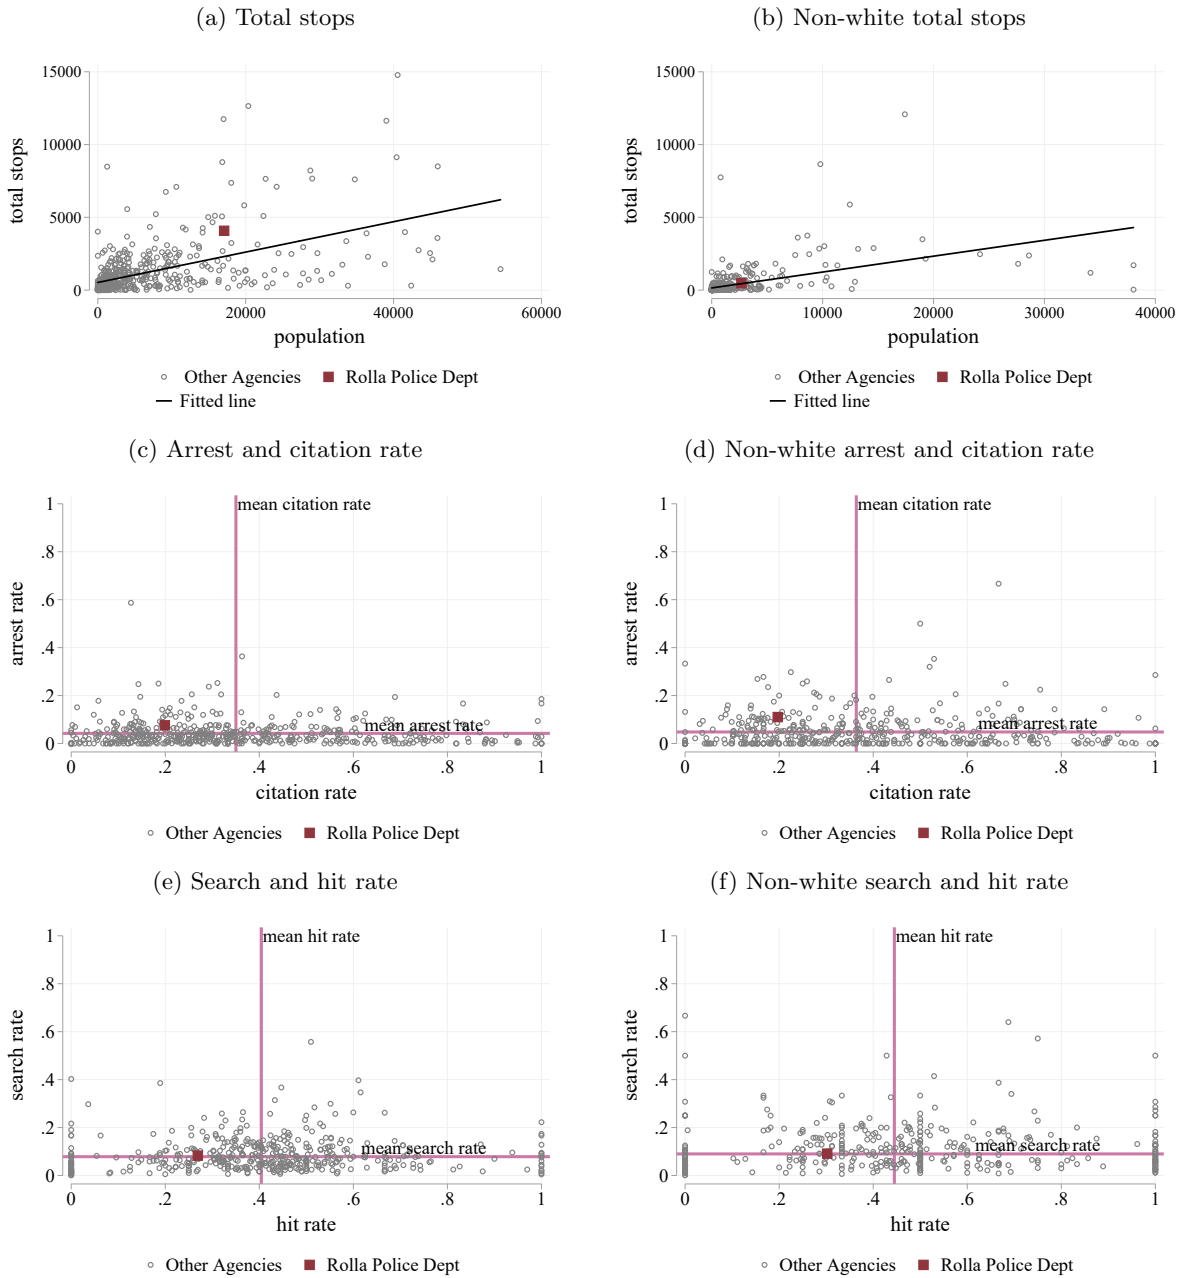 (a) Total stops
(b) Non-white total stops
15000
10000
5000
0
total stops
0 20000 40000 60000
population
Other Agencies Rolla Police Dept
Fitted line
15000
10000
5000
0
total stops
0 10000 20000 30000 40000
population
Other Agencies Rolla Police Dept
Fitted line
(c) Arrest and citation rate
(d) Non-white arrest and citation rate
1
.8
.6
.4
.2
0
arrest rate
mean citation rate
mean arrest rate
0 .2 .4 .6 .8 1
citation rate
Other Agencies Rolla Police Dept
1
.8
.6
.4
.2
0
arrest rate
mean citation rate
mean arrest rate
0 .2 .4 .6 .8 1
citation rate
Other Agencies Rolla Police Dept
(e) Search and hit rate
(f) Non-white search and hit rate
1
.8
.6
.4
.2
0
search rate
mean hit rate
mean search rate
0 .2 .4 .6 .8 1
hit rate
Other Agencies Rolla Police Dept
1
.8
.6
.4
.2
0
search rate
mean hit rate
mean search rate
0 .2 .4 .6 .8 1
hit rate
Other Agencies Rolla Police Dept